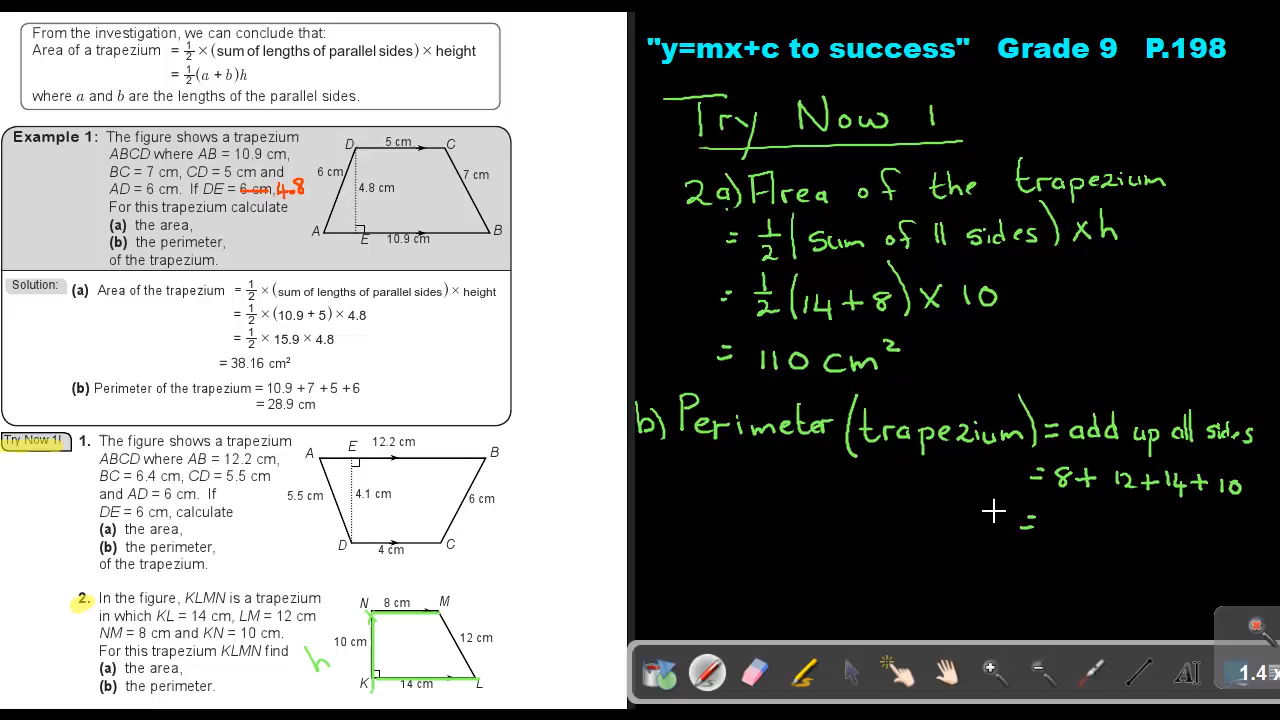 From the investigation, we can conclude that:
Area of a trapezium = 1/2 × (sum of lengths of parallel sides) × height
= 1/2 (a + b)h
where a and b are the lengths of the parallel sides.
Example 1: The figure shows a trapezium
ABCD where AB = 10.9 cm,
BC = 7 cm, CD = 5 cm and
AD = 6 cm. If DE = 6 cm, 4.8
For this trapezium calculate
(a) the area,
(b) the perimeter,
of the trapezium.
D 5 cm C
6 cm 4.8 cm 7 cm
A E 10.9 cm B
Solution: (a) Area of the trapezium = 1/2 × (sum of lengths of parallel sides) × height
= 1/2 × (10.9 + 5) × 4.8
= 1/2 × 15.9 × 4.8
= 38.16 cm²
(b) Perimeter of the trapezium = 10.9 + 7 + 5 + 6
= 28.9 cm
Try Now 1!
1. The figure shows a trapezium
ABCD where AB = 12.2 cm,
BC = 6.4 cm, CD = 5.5 cm
and AD = 6 cm. If
DE = 6 cm, calculate
(a) the area,
(b) the perimeter,
of the trapezium.
A E 12.2 cm B
5.5 cm 4.1 cm 6 cm
D 4 cm C
2. In the figure, KLMN is a trapezium
in which KL = 14 cm, LM = 12 cm
NM = 8 cm and KN = 10 cm.
For this trapezium KLMN find
(a) the area,
(b) the perimeter.
N 8 cm M
10 cm 12 cm
h
K 14 cm L
"y=mx+c to success" Grade 9 P.198
Try Now 1
2a) Area of the trapezium
= 1/2 (sum of || sides) × h
= 1/2 (14 + 8) × 10
= 110 cm²
b) Perimeter (trapezium) = add up all sides
= 8 + 12 + 14 + 10
=
AI
1.4 x